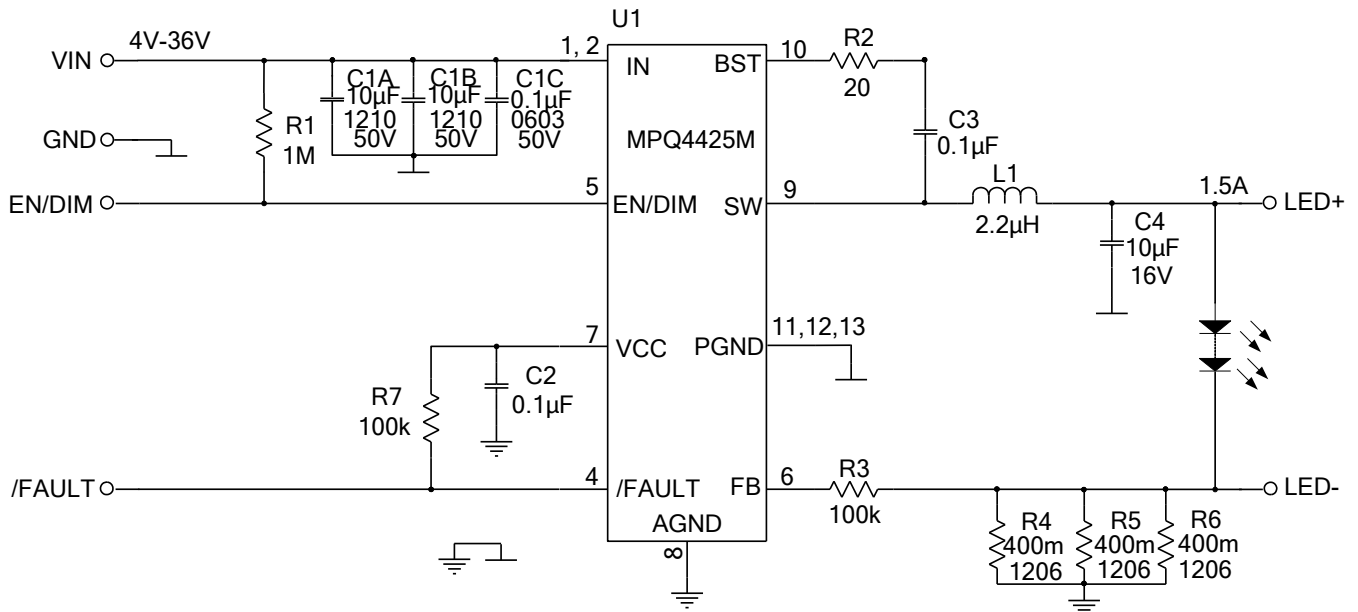 U1
VIN
4V-36V
1, 2
IN
BST
10
R2
20
C1A
10µF
1210
50V
C1B
10µF
1210
50V
C1C
0.1µF
0603
50V
GND
R1
1M
MPQ4425M
C3
0.1µF
EN/DIM
5
EN/DIM
SW
9
L1
2.2µH
1.5A
LED+
C4
10µF
16V
7
VCC
PGND
11,12,13
C2
0.1µF
R7
100k
/FAULT
4
/FAULT
FB
6
R3
100k
LED-
AGND
8
R4
400m
1206
R5
400m
1206
R6
400m
1206